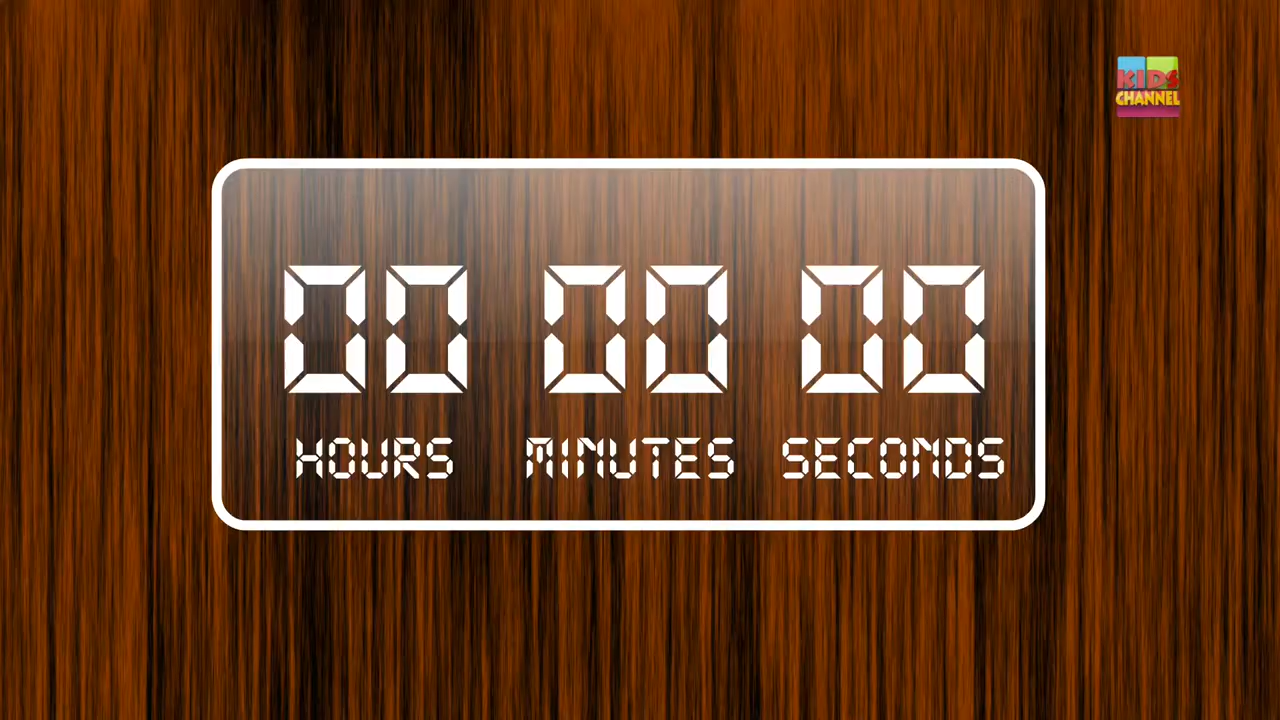 KIDS
CHANNEL
00 00 00
HOURS MINUTES SECONDS